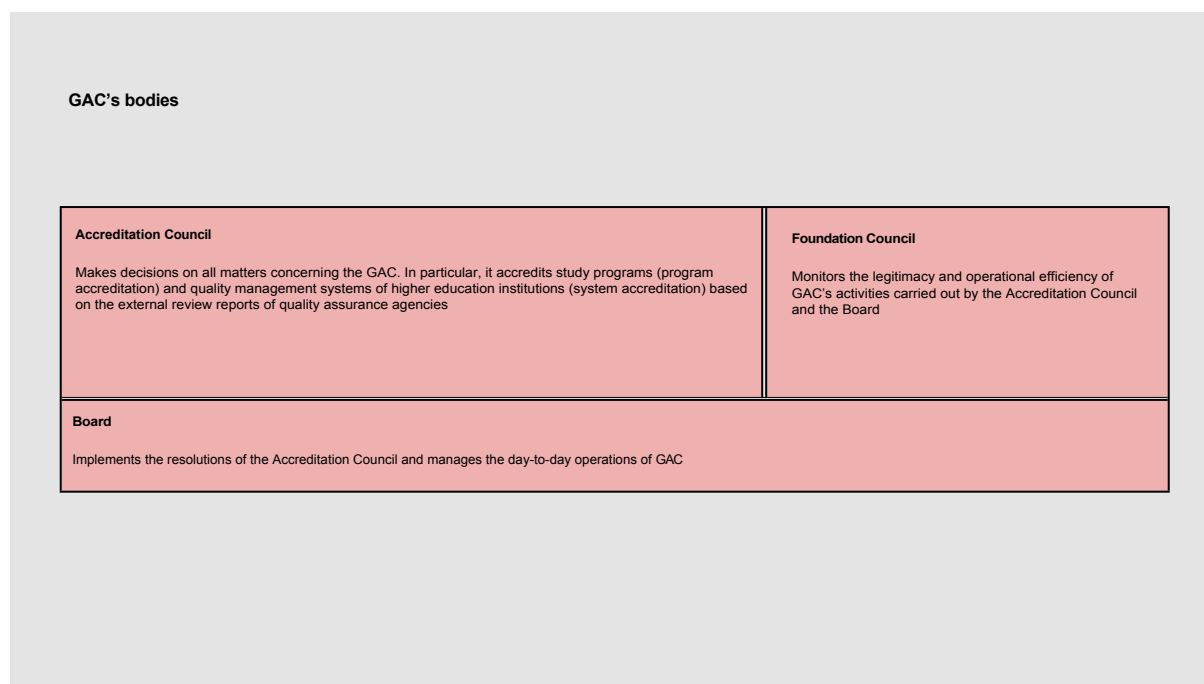 GAC’s bodies
Accreditation Council
Makes decisions on all matters concerning the GAC. In particular, it accredits study programs (program
accreditation) and quality management systems of higher education institutions (system accreditation) based
on the external review reports of quality assurance agencies
Foundation Council
Monitors the legitimacy and operational efficiency of
GAC’s activities carried out by the Accreditation Council
and the Board
Board
Implements the resolutions of the Accreditation Council and manages the day-to-day operations of GAC